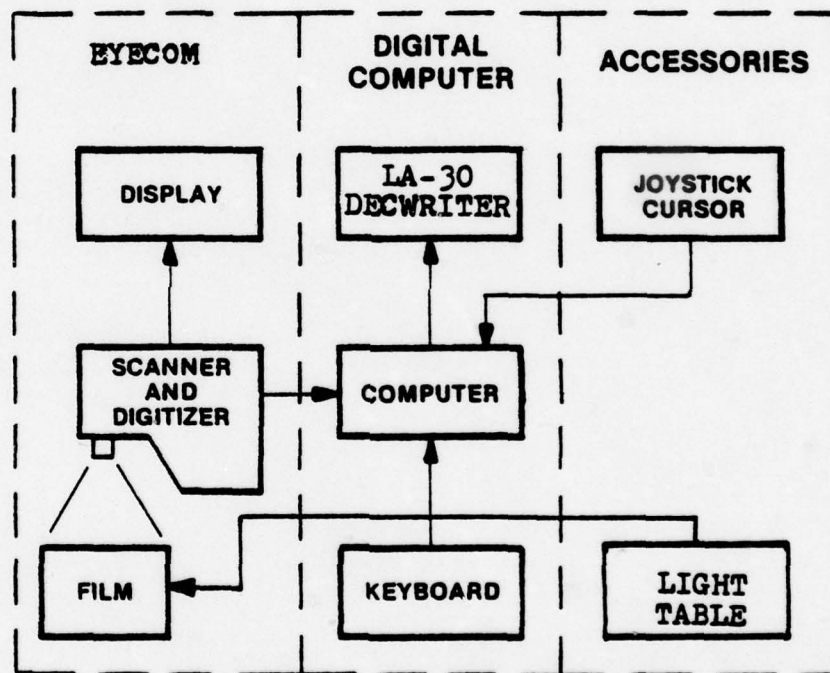 EYECOM
DISPLAY
SCANNER
AND
DIGITIZER
FILM
DIGITAL
COMPUTER
LA-30
DECWRITER
COMPUTER
KEYBOARD
ACCESSORIES
JOYSTICK
CURSOR
LIGHT
TABLE